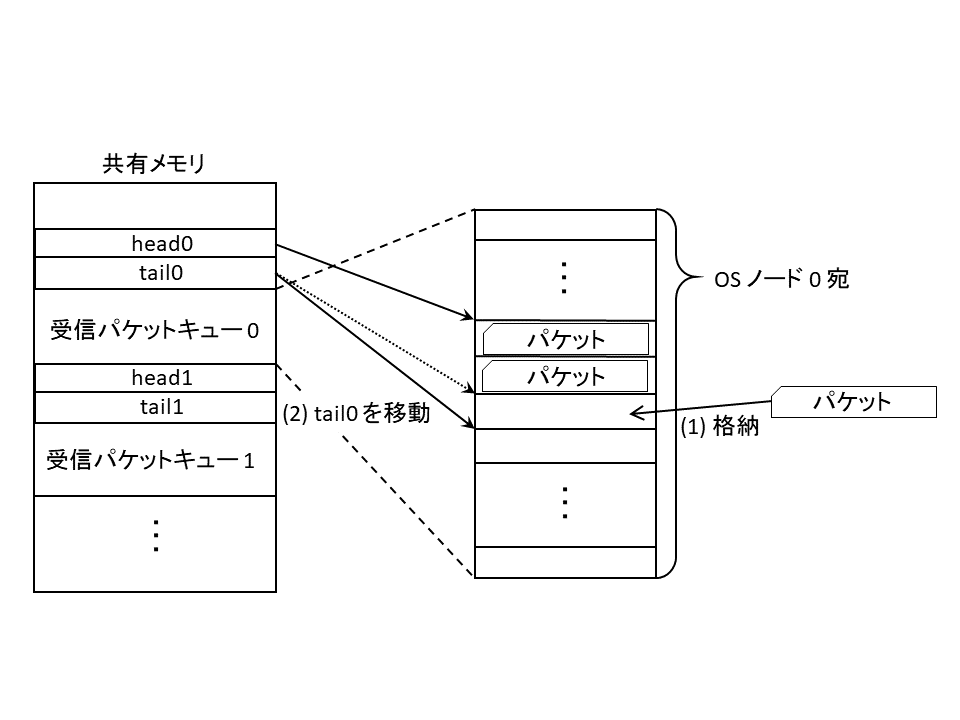 共有メモリ
head0
tail0
受信パケットキュー0
head1
tail1
受信パケットキュー1
⋮
(2) tail0を移動
⋮
パケット
パケット
⋮
OSノード0宛
パケット
(1) 格納